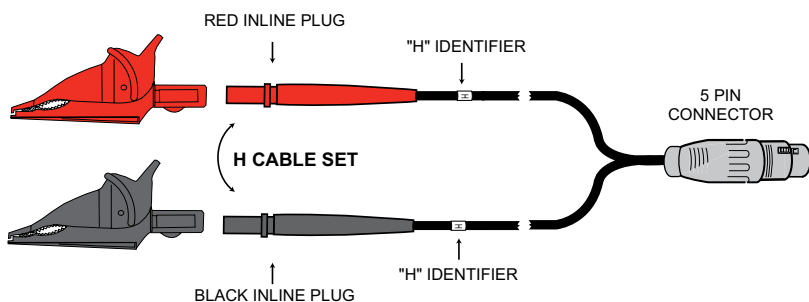 RED INLINE PLUG
"H" IDENTIFIER
5 PIN
CONNECTOR
H
H CABLE SET
H
"H" IDENTIFIER
BLACK INLINE PLUG